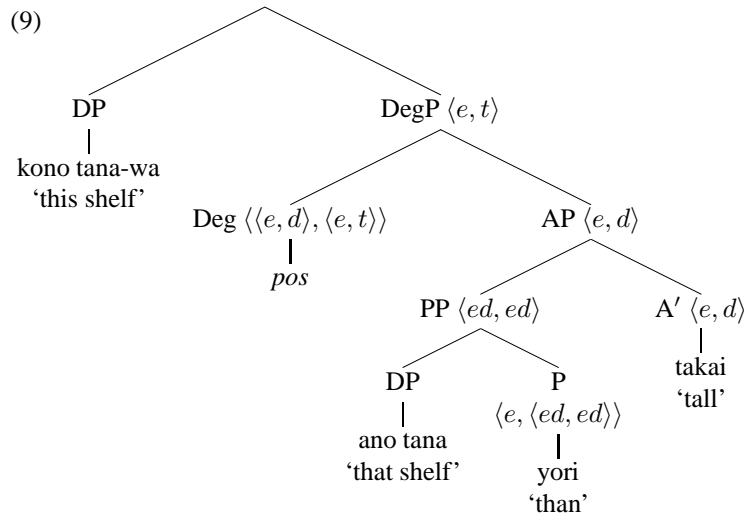 (9)
DP DegP ⟨e, t⟩
kono tana-wa
‘this shelf’
Deg ⟨⟨e, d⟩, ⟨e, t⟩⟩ AP ⟨e, d⟩
pos
PP ⟨ed, ed⟩ A′ ⟨e, d⟩
takai
‘tall’
DP P
⟨e, ⟨ed, ed⟩⟩
ano tana
‘that shelf’
yori
‘than’